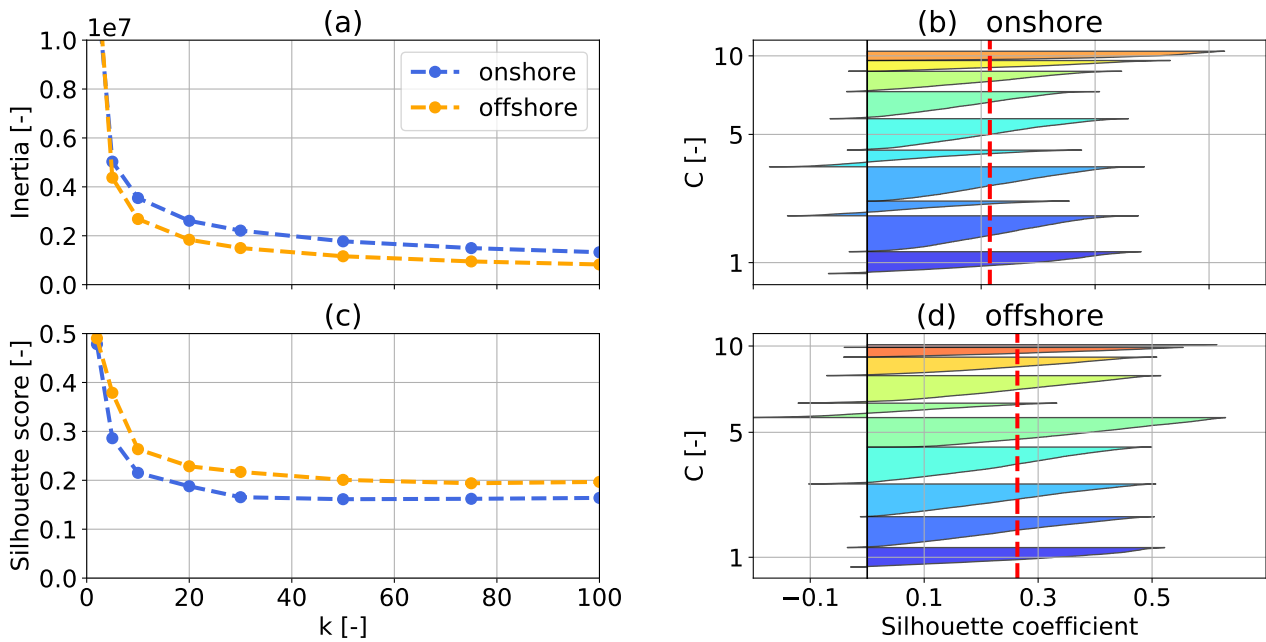 (a)
1e7
1.0
0.8
0.6
0.4
0.2
0.0
Inertia [-]
onshore
offshore
(b) onshore
10
5
1
C [-]
(c)
0.5
0.4
0.3
0.2
0.1
0.0
Silhouette score [-]
0 20 40 60 80 100
k [-]
(d) offshore
10
5
1
C [-]
−0.1 0.1 0.3 0.5
Silhouette coefficient